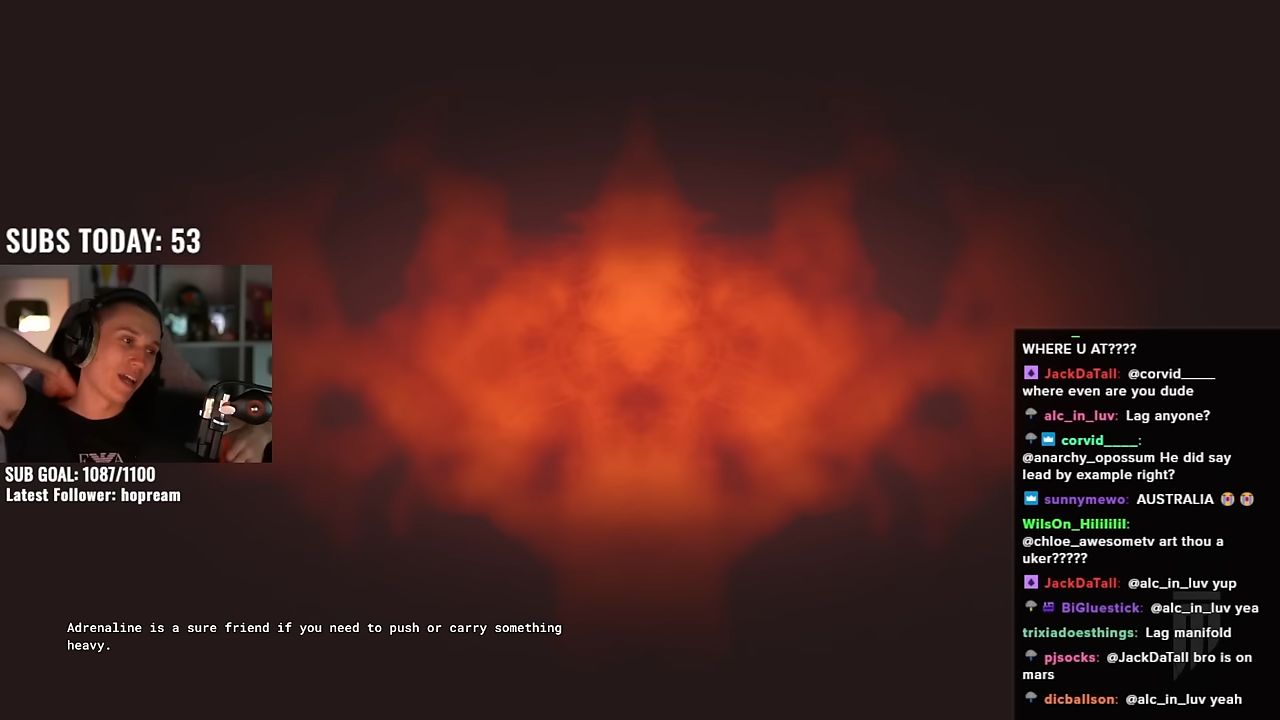 SUBS TODAY: 53
SUB GOAL: 1087/1100
Latest Follower: hopream
Adrenaline is a sure friend if you need to push or carry something
heavy.
WHERE U AT????
JackDaTall: @corvid_____
where even are you dude
alc_in_luv: Lag anyone?
corvid_____:
@anarchy_opossum He did say
lead by example right?
sunnymewo: AUSTRALIA 😭 😭
@chloe_awesometv art thou a
uker?????
JackDaTall: @alc_in_luv yup
BiGluestick: @alc_in_luv yea
trixiadoesthings: Lag manifold
pjsocks: @JackDaTall bro is on
mars
dicballson: @alc_in_luv yeah